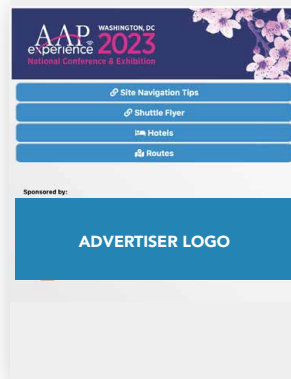 AAP
experience
WASHINGTON, DC
2023
National Conference & Exhibition
Site Navigation Tips
Shuttle Flyer
Hotels
Routes
Sponsored by:
ADVERTISER LOGO